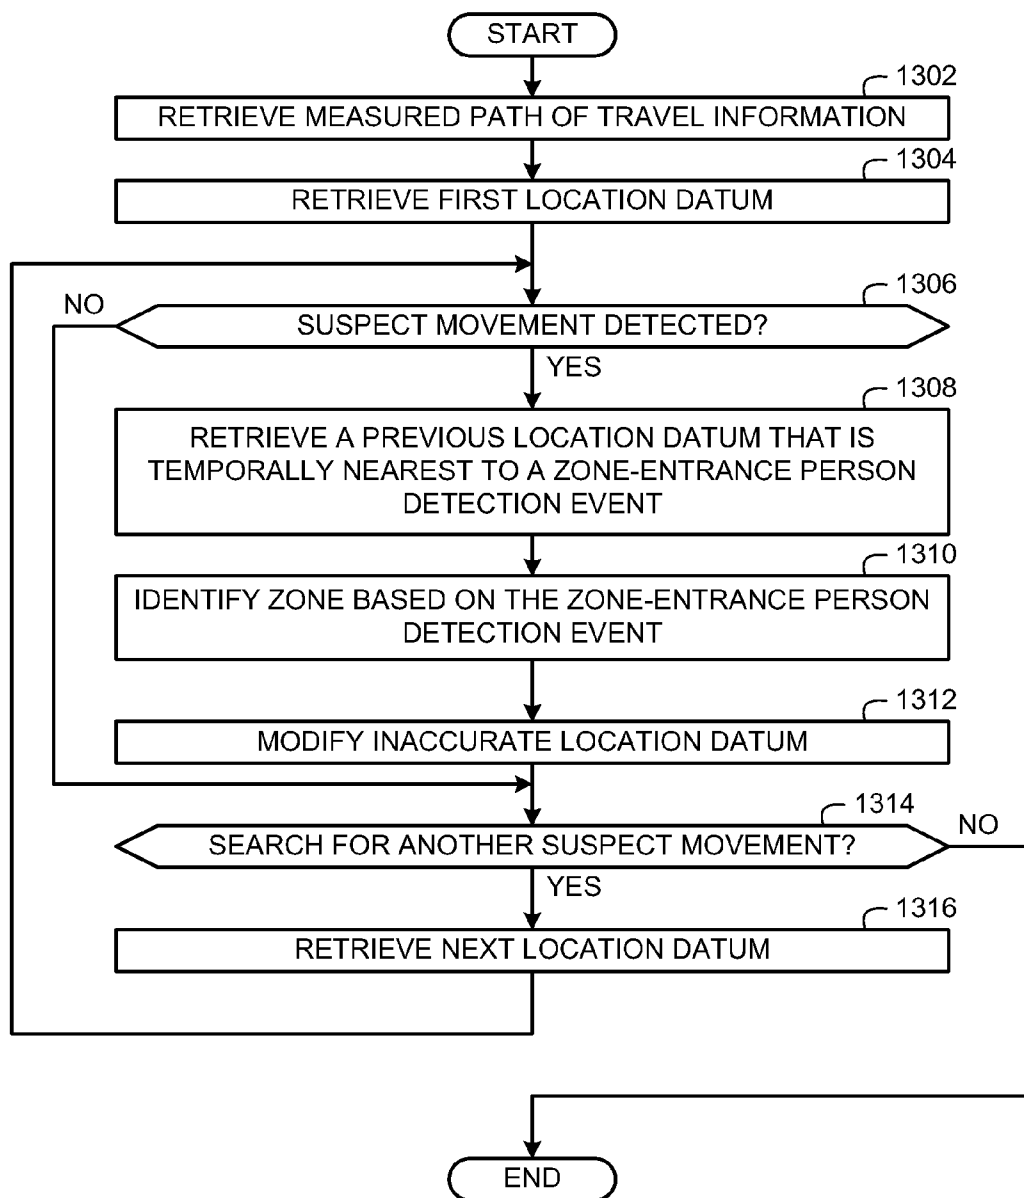 START
1302
RETRIEVE MEASURED PATH OF TRAVEL INFORMATION
1304
RETRIEVE FIRST LOCATION DATUM
1306
NO
SUSPECT MOVEMENT DETECTED?
YES
1308
RETRIEVE A PREVIOUS LOCATION DATUM THAT IS
TEMPORALLY NEAREST TO A ZONE-ENTRANCE PERSON
DETECTION EVENT
1310
IDENTIFY ZONE BASED ON THE ZONE-ENTRANCE PERSON
DETECTION EVENT
1312
MODIFY INACCURATE LOCATION DATUM
1314
SEARCH FOR ANOTHER SUSPECT MOVEMENT?
NO
YES
1316
RETRIEVE NEXT LOCATION DATUM
END